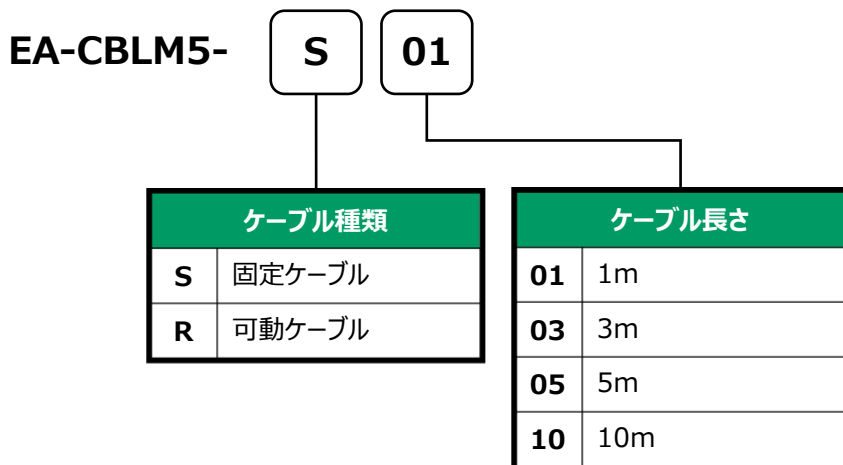 EA-CBLM5- S 01
ケーブル種類
S 固定ケーブル
R 可動ケーブル
ケーブル長さ
01 1m
03 3m
05 5m
10 10m